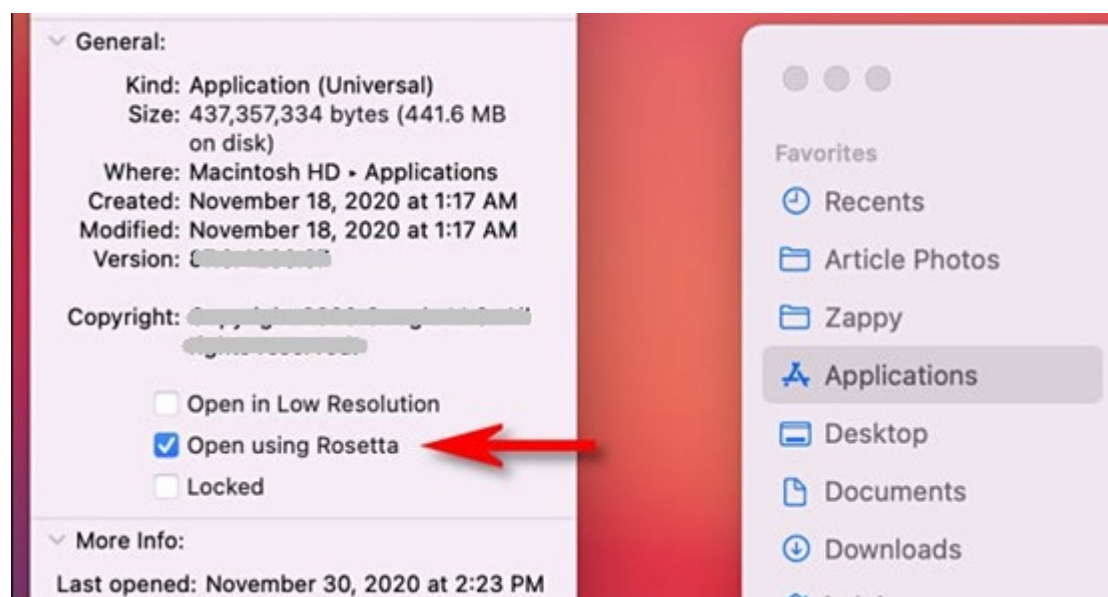 General:
Kind: Application (Universal)
Size: 437,357,334 bytes (441.6 MB
on disk)
Where: Macintosh HD ▸ Applications
Created: November 18, 2020 at 1:17 AM
Modified: November 18, 2020 at 1:17 AM
Version:
Copyright:
Open in Low Resolution
Open using Rosetta
Locked
More Info:
Last opened: November 30, 2020 at 2:23 PM
Favorites
Recents
Article Photos
Zappy
Applications
Desktop
Documents
Downloads